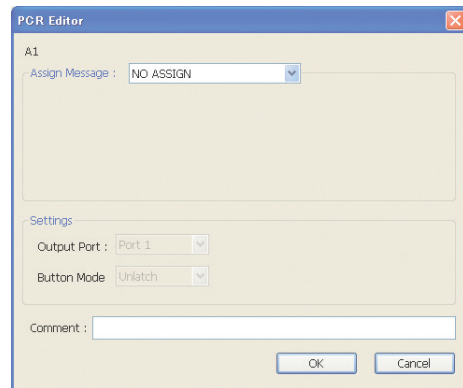 PCR Editor
A1
Assign Message : NO ASSIGN
Settings
Output Port : Port 1
Button Mode Unlatch
Comment :
OK Cancel